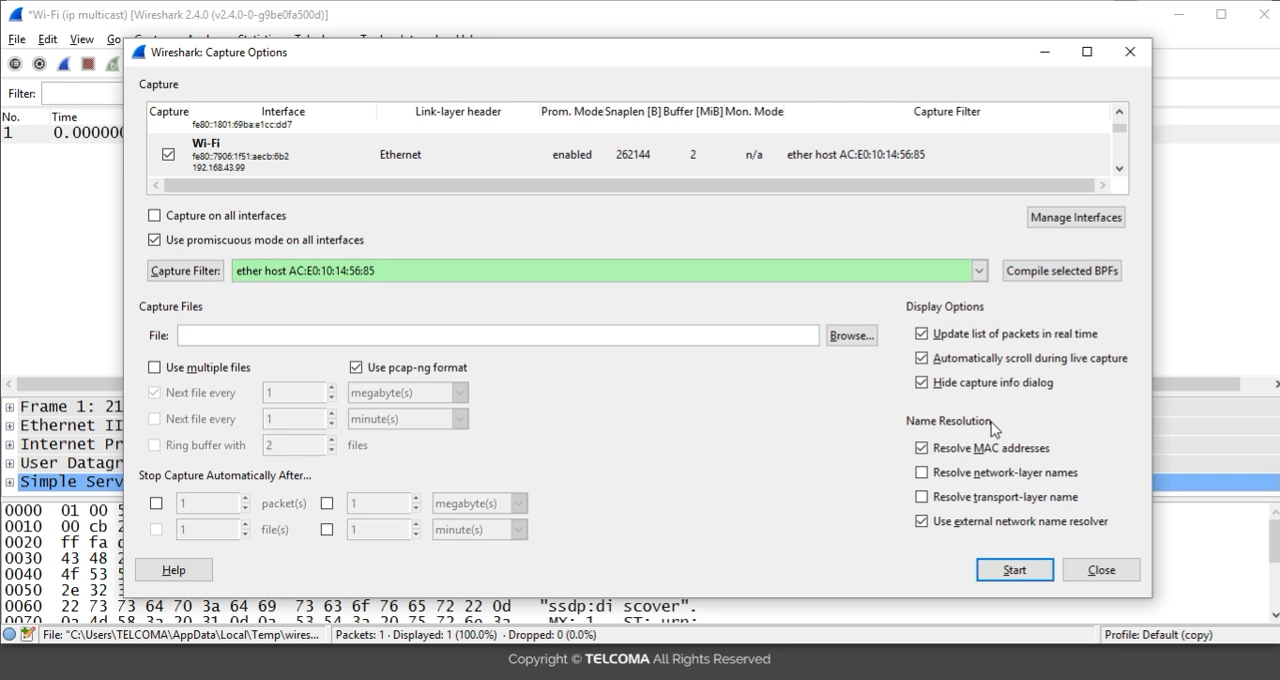 *Wi-Fi (ip multicast) [Wireshark 2.4.0 (v2.4.0-0-g9be0fa500d)]
File Edit View Go
Wireshark: Capture Options
Filter:
No. Time
1 0.000000
Capture
Capture Interface Link-layer header Prom. Mode Snaplen [B] Buffer [MiB] Mon. Mode Capture Filter
fe80::1801:69ba:e1cc:dd7
Wi-Fi
fe80::7906:1f51:aecb:6b2 Ethernet enabled 262144 2 n/a ether host AC:E0:10:14:56:85
192.168.43.99
Capture on all interfaces
Manage Interfaces
Use promiscuous mode on all interfaces
Capture Filter: ether host AC:E0:10:14:56:85 Compile selected BPFs
Capture Files
Display Options
File: Browse...
Update list of packets in real time
Use multiple files Use pcap-ng format
Automatically scroll during live capture
Next file every 1 megabyte(s)
Hide capture info dialog
Next file every 1 minute(s)
Name Resolution
Ring buffer with 2 files
Resolve MAC addresses
Stop Capture Automatically After...
Resolve network-layer names
1 packet(s) 1 megabyte(s)
Resolve transport-layer name
1 file(s) 1 minute(s)
Use external network name resolver
Help Start Close
Frame 1: 21
Ethernet II
Internet Pr
User Datagr
Simple Serv
0000 01 00 5
0010 00 cb 2
0020 ff fa
0030 43 48 2
0040 4f 53 5
0050 2e 32 3
0060 22 73 73 64 70 3a 64 69 73 63 6f 76 65 72 22 0d "ssdp:di scover".
File: "C:\Users\TELCOMA\AppData\Local\Temp\wires... Packets: 1 · Displayed: 1 (100.0%) · Dropped: 0 (0.0%) Profile: Default (copy)
Copyright © TELCOMA All Rights Reserved